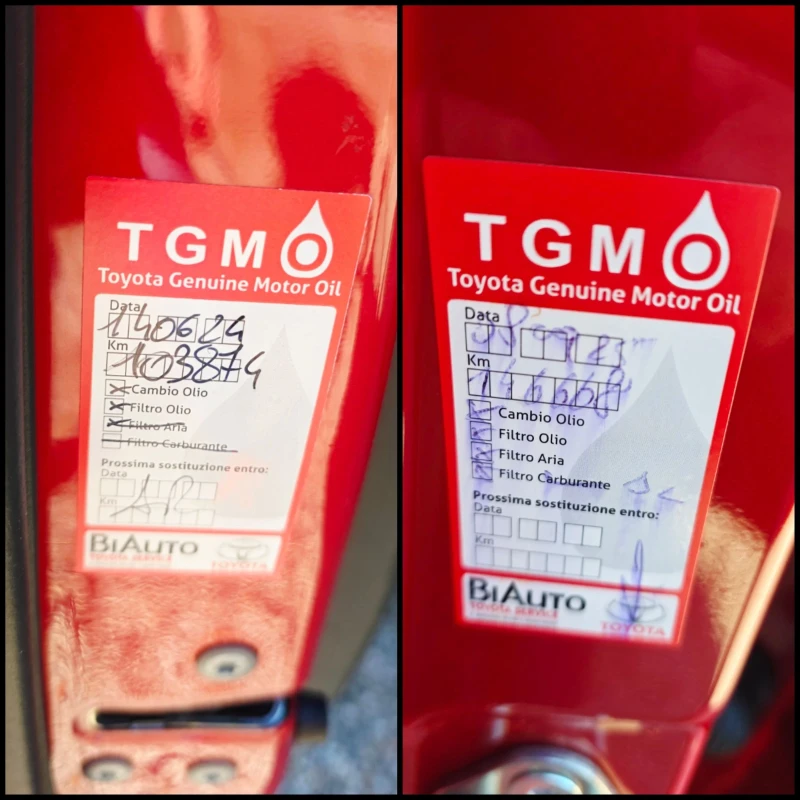 TGM
Toyota Genuine Motor Oil
Data
140624
Km
103874
Cambio Olio
Filtro Olio
Filtro Aria
Filtro Carburante
Prossima sostituzione entro:
Data
Km
BIAUTO
TOYOTA SERVICE
TOYOTA
TGM
Toyota Genuine Motor Oil
Data
Km
146668
Cambio Olio
Filtro Olio
Filtro Aria
Filtro Carburante
Prossima sostituzione entro:
Data
Km
BIAUTO
TOYOTA SERVICE
TOYOTA